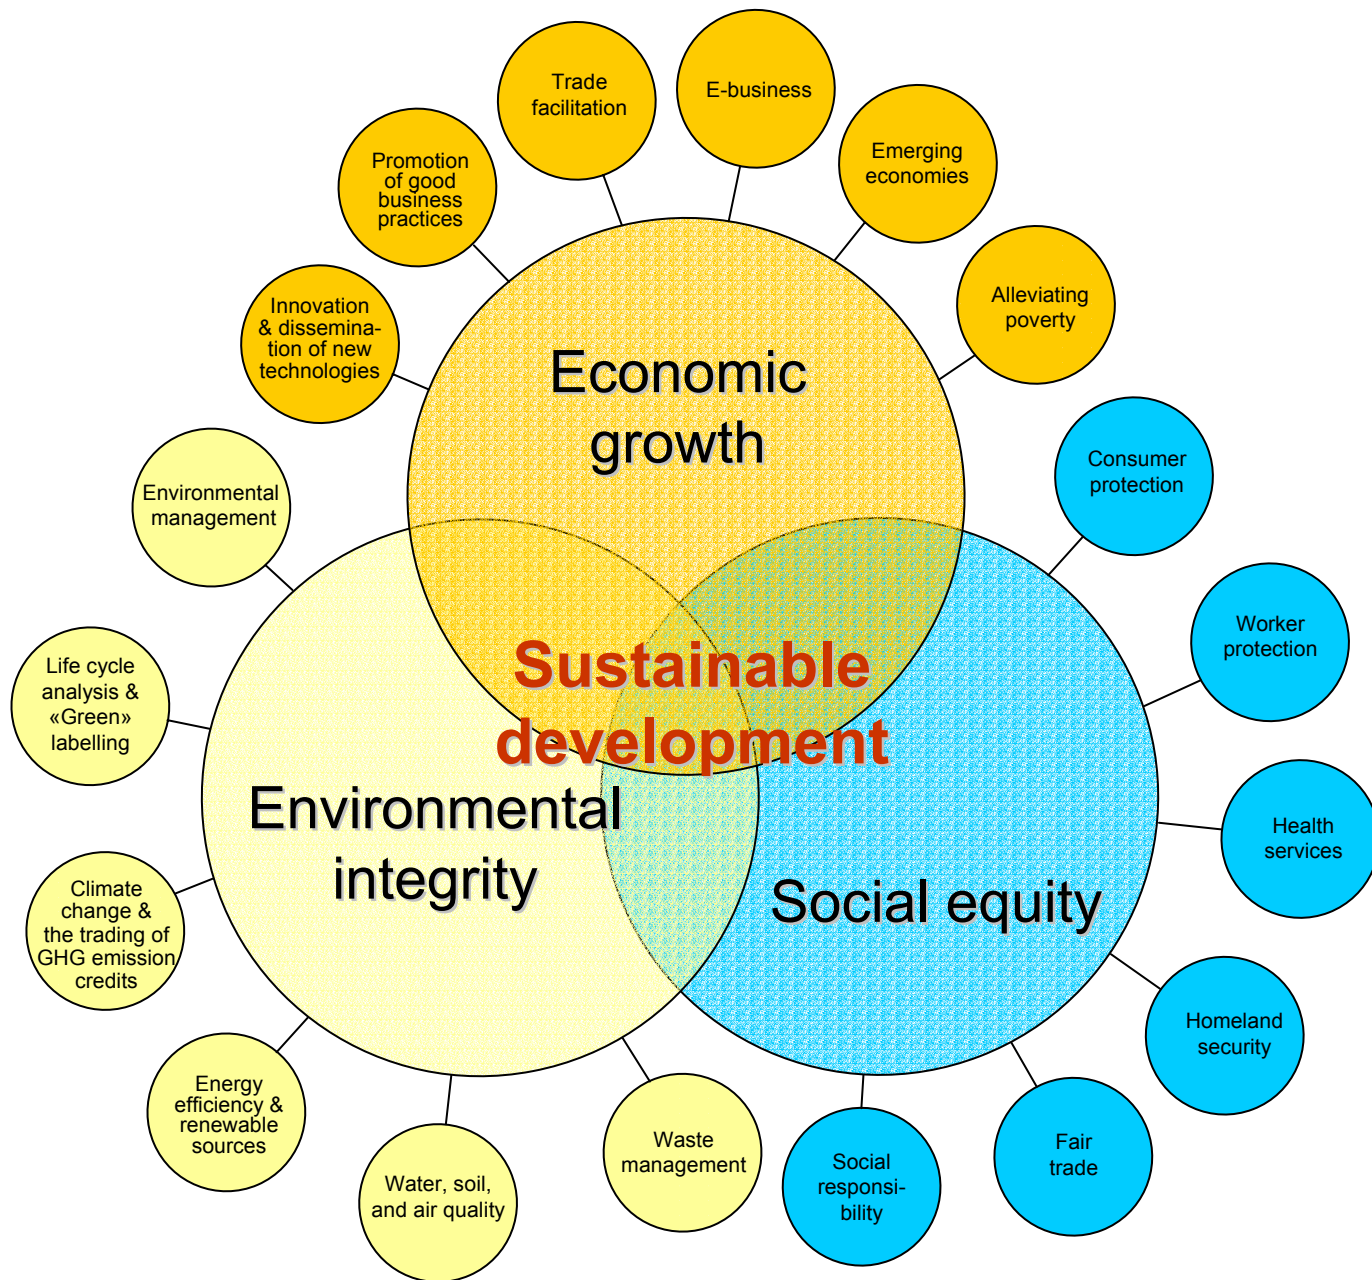 Trade
facilitation
E-business
Emerging
economies
Promotion
of good
business
practices
Alleviating
poverty
Innovation
& dissemina-
tion of new
technologies
Economic
growth
Consumer
protection
Environmental
management
Worker
protection
Life cycle
analysis &
«Green»
labelling
Sustainable
development
Environmental
integrity
Health
services
Social equity
Climate
change &
the trading of
GHG emission
credits
Homeland
security
Energy
efficiency &
renewable
sources
Water, soil,
and air quality
Waste
management
Social
responsi-
bility
Fair
trade